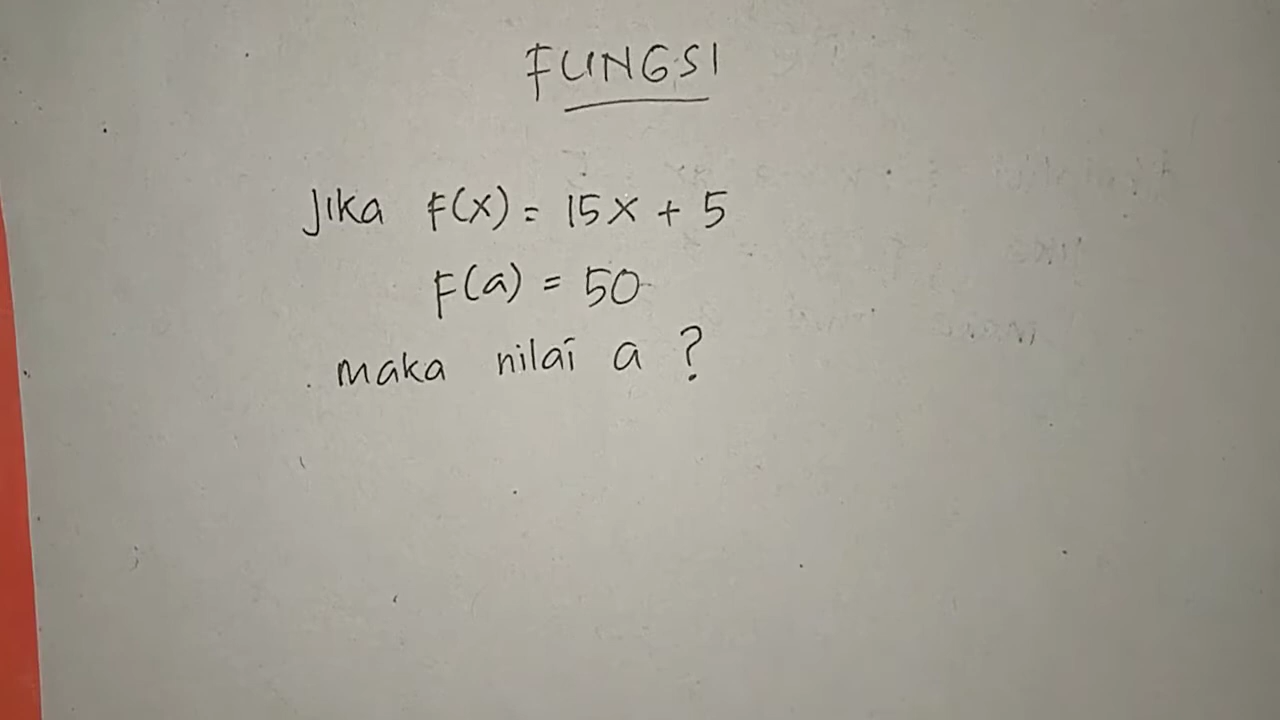 FUNGSI
Jika F(x) = 15x + 5
F(a) = 50
maka nilai a ?